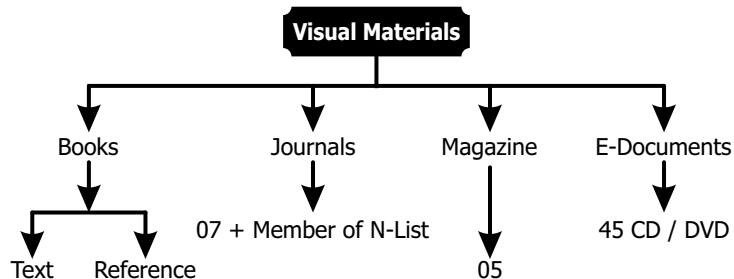 Visual Materials
Books
Journals
Magazine
E-Documents
07 + Member of N-List
45 CD / DVD
Text
Reference
05